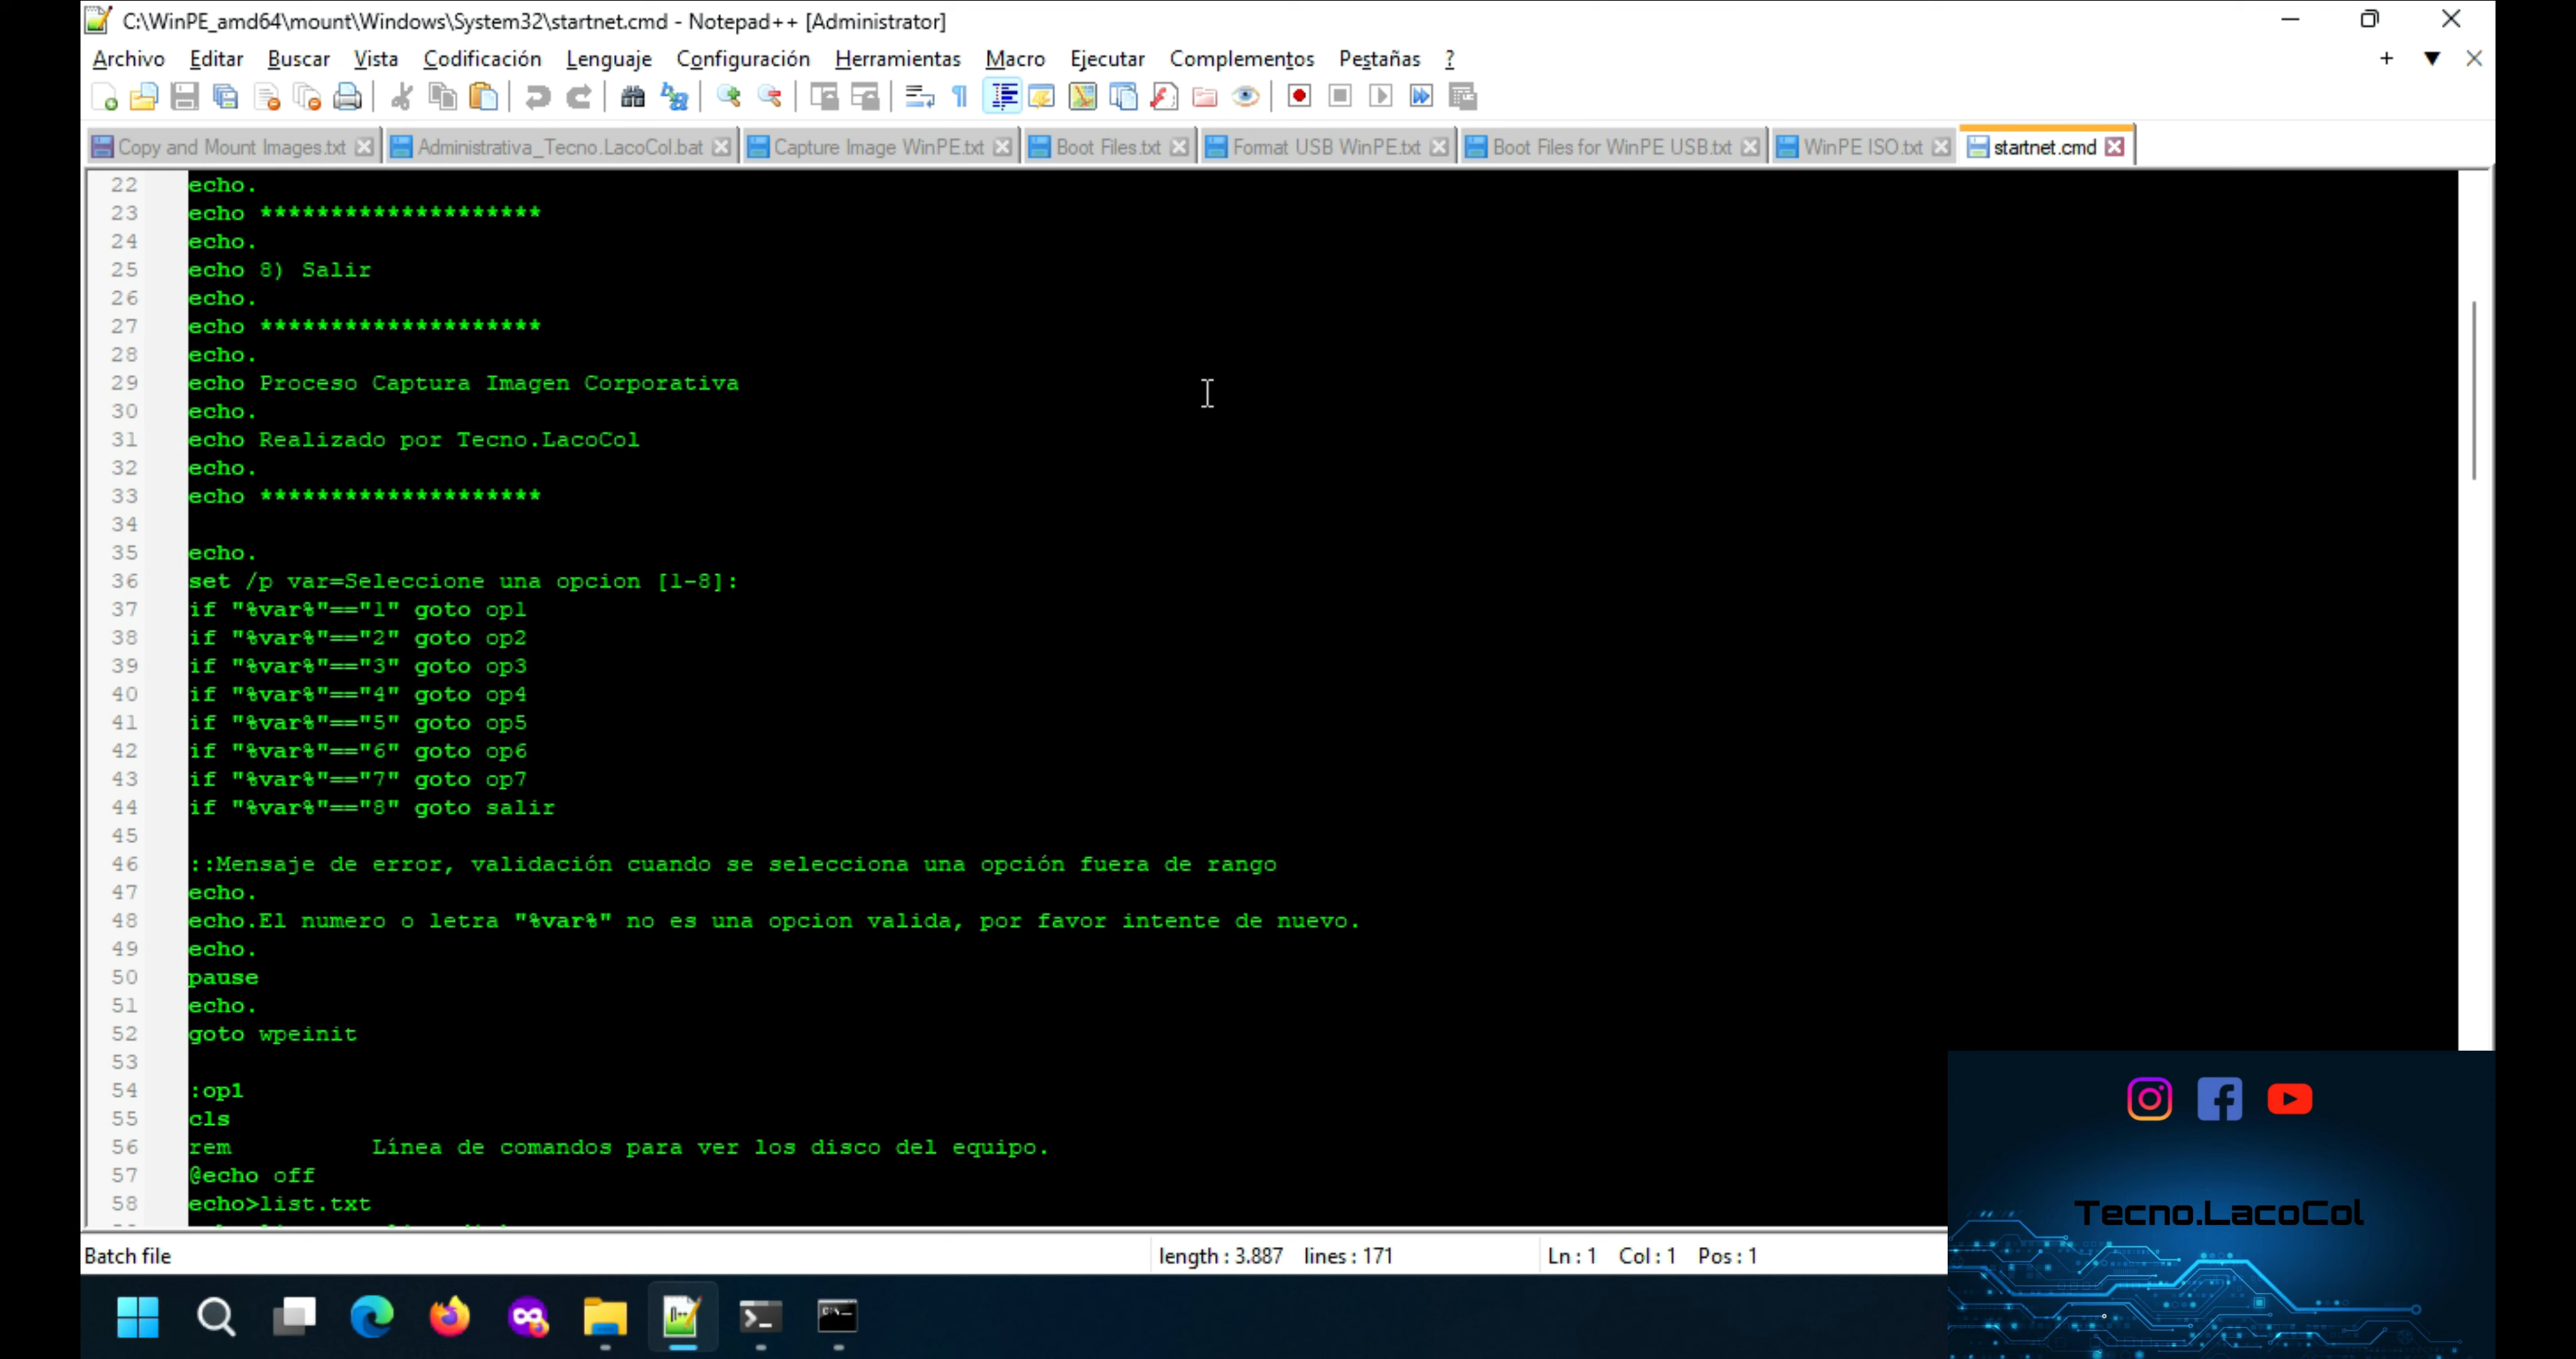 C:\WinPE_amd64\mount\Windows\System32\startnet.cmd - Notepad++ [Administrator]
Archivo Editar Buscar Vista Codificación Lenguaje Configuración Herramientas Macro Ejecutar Complementos Pestañas ?
Copy and Mount Images.txt Administrativa_Tecno.LacoCol.bat Capture Image WinPE.txt Boot Files.txt Format USB WinPE.txt Boot Files for WinPE USB.txt WinPE ISO.txt startnet.cmd
22 echo.
23 echo ********************
24 echo.
25 echo 8) Salir
26 echo.
27 echo ********************
28 echo.
29 echo Proceso Captura Imagen Corporativa
30 echo.
31 echo Realizado por Tecno.LacoCol
32 echo.
33 echo ********************
34
35 echo.
36 set /p var=Seleccione una opcion [1-8]:
37 if "%var%"=="1" goto op1
38 if "%var%"=="2" goto op2
39 if "%var%"=="3" goto op3
40 if "%var%"=="4" goto op4
41 if "%var%"=="5" goto op5
42 if "%var%"=="6" goto op6
43 if "%var%"=="7" goto op7
44 if "%var%"=="8" goto salir
45
46 ::Mensaje de error, validación cuando se selecciona una opción fuera de rango
47 echo.
48 echo.El numero o letra "%var%" no es una opcion valida, por favor intente de nuevo.
49 echo.
50 pause
51 echo.
52 goto wpeinit
53
54 :op1
55 cls
56 rem Línea de comandos para ver los disco del equipo.
57 @echo off
58 echo>list.txt
Tecno.LacoCol
Batch file length : 3.887 lines : 171 Ln : 1 Col : 1 Pos : 1